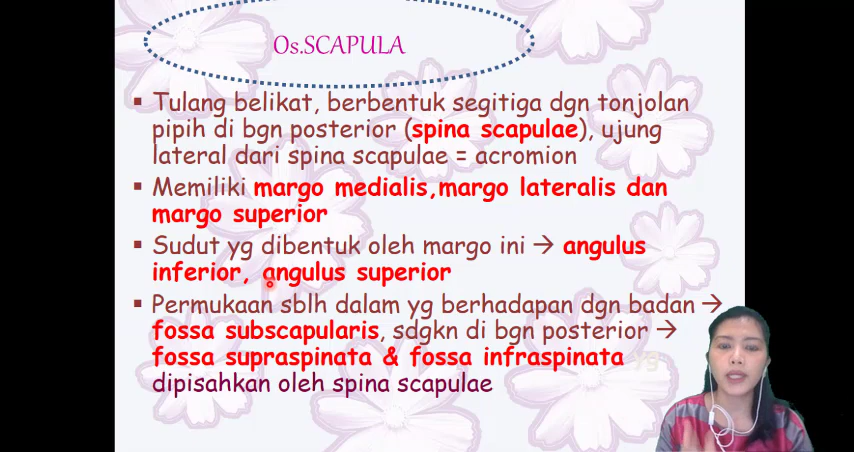 Os.SCAPULA
▪ Tulang belikat, berbentuk segitiga dgn tonjolan
pipih di bgn posterior (spina scapulae), ujung
lateral dari spina scapulae = acromion
▪ Memiliki margo medialis,margo lateralis dan
margo superior
▪ Sudut yg dibentuk oleh margo ini → angulus
inferior, angulus superior
▪ Permukaan sblh dalam yg berhadapan dgn badan →
fossa subscapularis, sdgkn di bgn posterior →
fossa supraspinata & fossa infraspinata yg
dipisahkan oleh spina scapulae